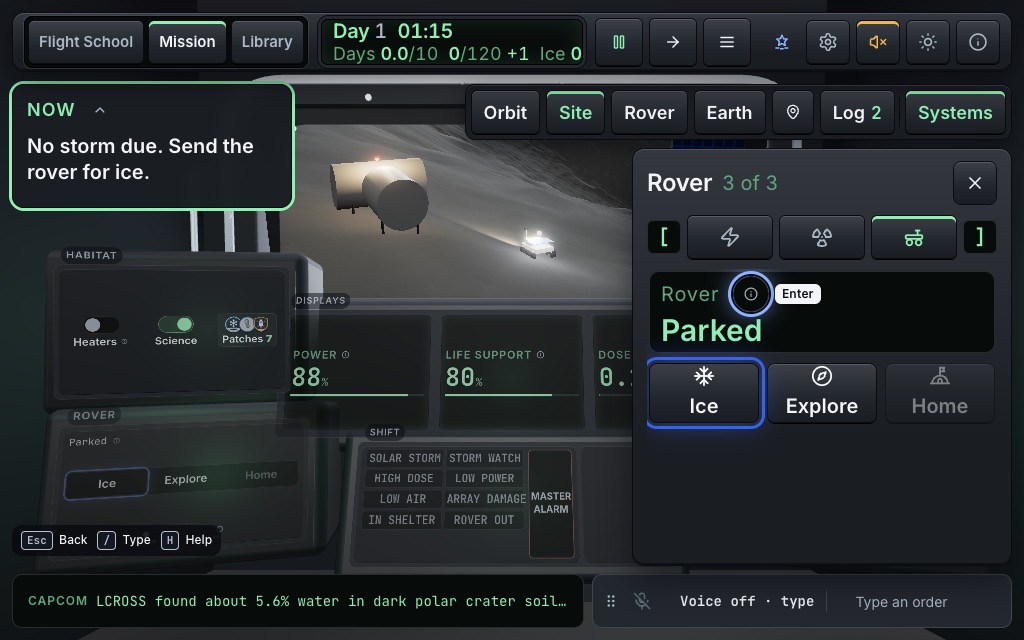 Flight School
Mission
Library
Day 1 01:15
Days 0.0/10 0/120 +1 Ice 0
NOW
No storm due. Send the
rover for ice.
Orbit
Site
Rover
Earth
Log 2
Systems
Rover 3 of 3
[
]
Rover
Enter
Parked
Ice
Explore
Home
HABITAT
Heaters
Science
Patches 7
DISPLAYS
POWER
88%
LIFE SUPPORT
80%
DOSE
ROVER
Parked
Ice
Explore
Home
SHIFT
SOLAR STORM
STORM WATCH
HIGH DOSE
LOW POWER
LOW AIR
ARRAY DAMAGE
IN SHELTER
ROVER OUT
MASTER
ALARM
Esc Back / Type H Help
CAPCOM LCROSS found about 5.6% water in dark polar crater soil…
Voice off · type
Type an order